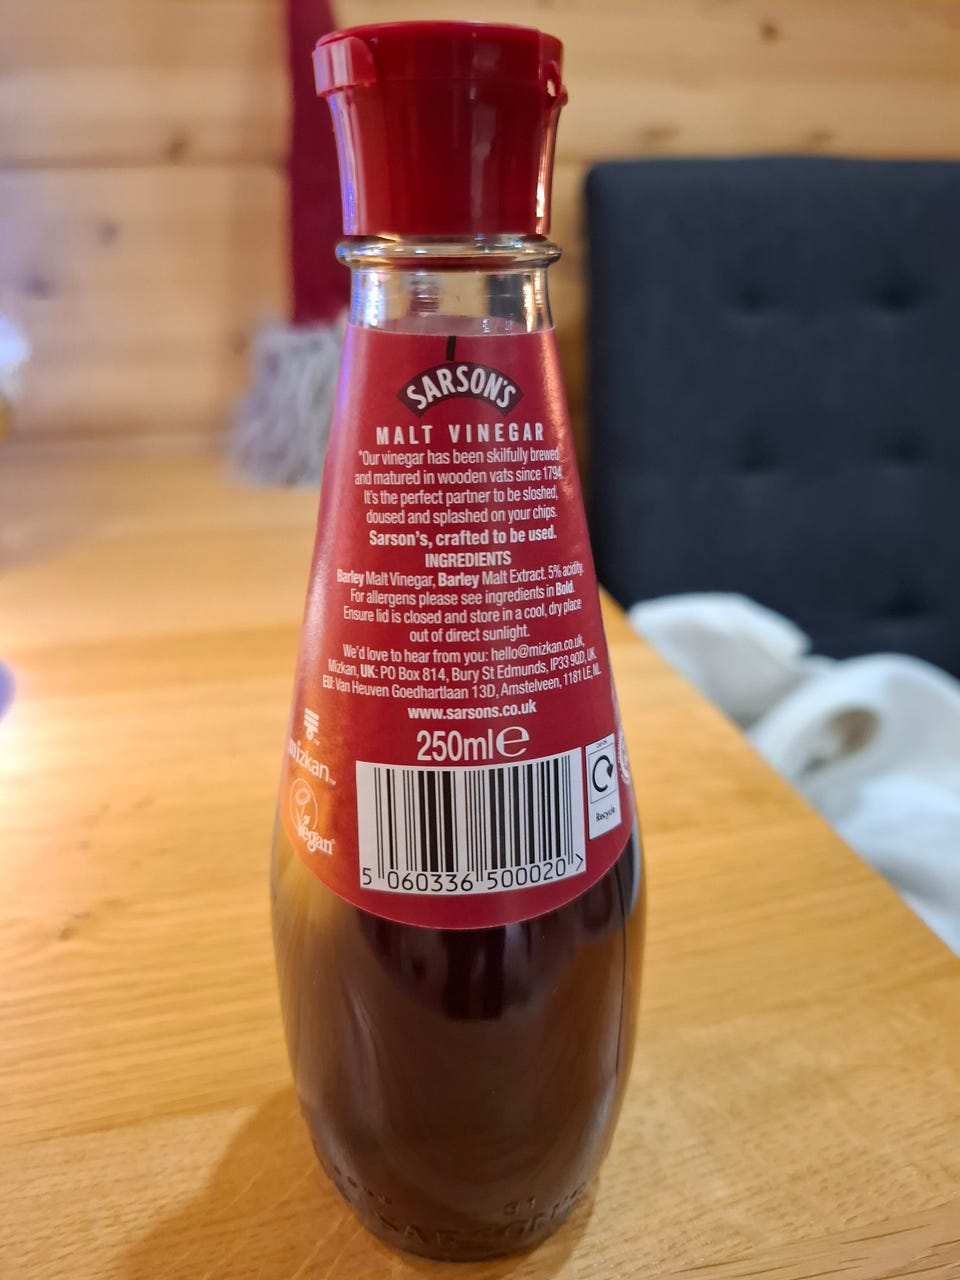 SARSON'S
MALT VINEGAR
"Our vinegar has been skilfully brewed
and matured in wooden vats since 1794.
It's the perfect partner to be sloshed,
doused and splashed on your chips.
Sarson's, crafted to be used.
INGREDIENTS
Barley Malt Vinegar, Barley Malt Extract. 5% acidity.
For allergens please see ingredients in Bold.
Ensure lid is closed and store in a cool, dry place
out of direct sunlight.
We'd love to hear from you: hello@mizkan.co.uk,
Mizkan, UK: PO Box 814, Bury St Edmunds, IP33 9QD, UK.
EU: Van Heuven Goedhartlaan 13D, Amstelveen, 1181 LE, NL.
www.sarsons.co.uk
250ml℮
mizkan™
Vegan
Recycle
5 060336 500020 >
SARSON'S